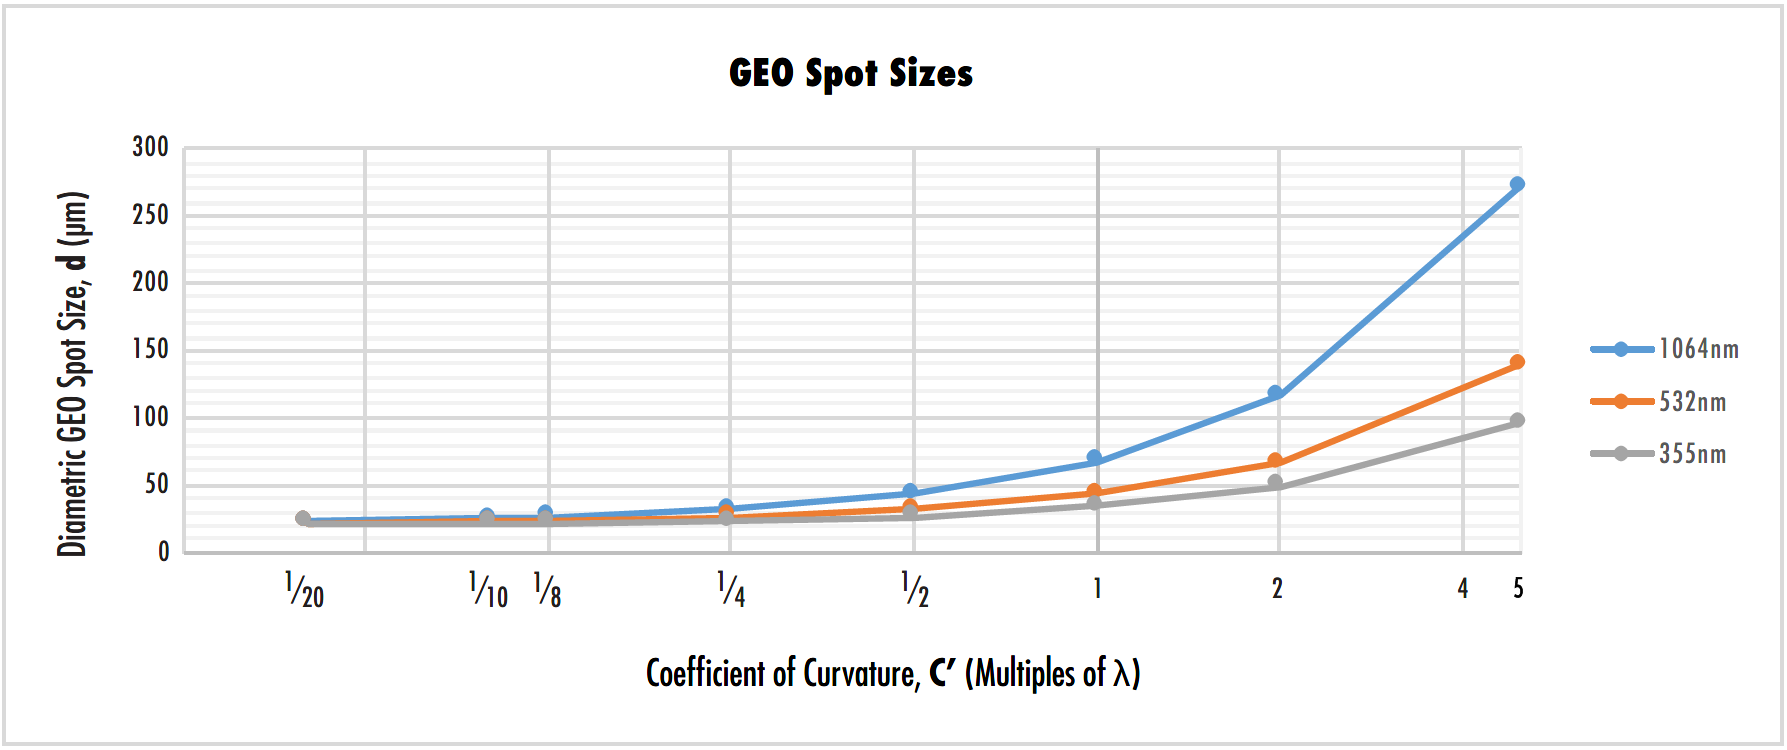 GEO Spot Sizes
Diametric GEO Spot Size, d (µm)
300
250
200
150
100
50
0
1/20 1/10 1/8 1/4 1/2 1 2 4 5
Coefficient of Curvature, C′ (Multiples of λ)
1064nm
532nm
355nm